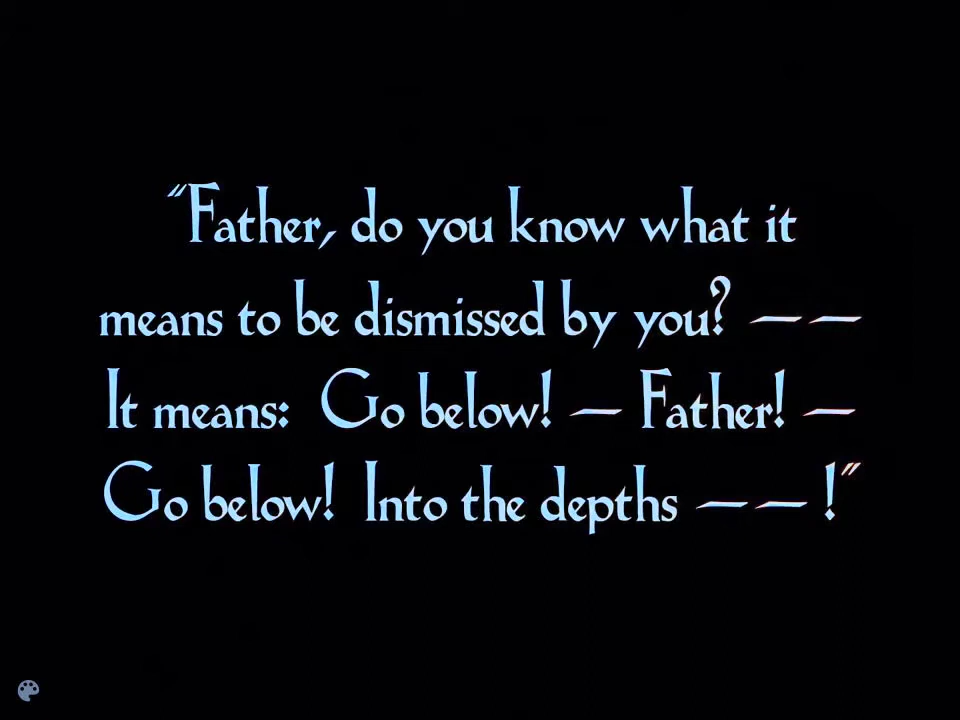 "Father, do you know what it
means to be dismissed by you? — —
It means: Go below! — Father! —
Go below! Into the depths — — !"